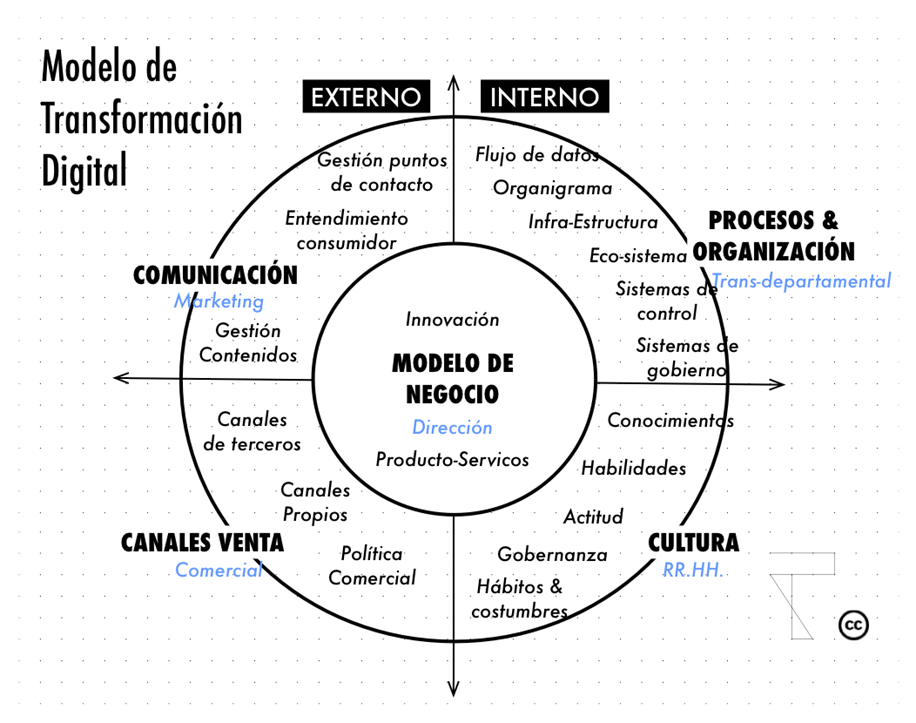 Modelo de
Transformación
Digital
EXTERNO
INTERNO
Gestión puntos
de contacto
Entendimiento
consumidor
COMUNICACIÓN
Marketing
Gestión
Contenidos
Flujo de datos
Organigrama
Infra-Estructura
Eco-sistema
Sistemas de
control
Sistemas de
gobierno
PROCESOS &
ORGANIZACIÓN
Trans-departamental
Innovación
MODELO DE
NEGOCIO
Dirección
Producto-Servicos
Canales
de terceros
Canales
Propios
Política
Comercial
CANALES VENTA
Comercial
Conocimientos
Habilidades
Actitud
Gobernanza
Hábitos &
costumbres
CULTURA
RR.HH.
cc